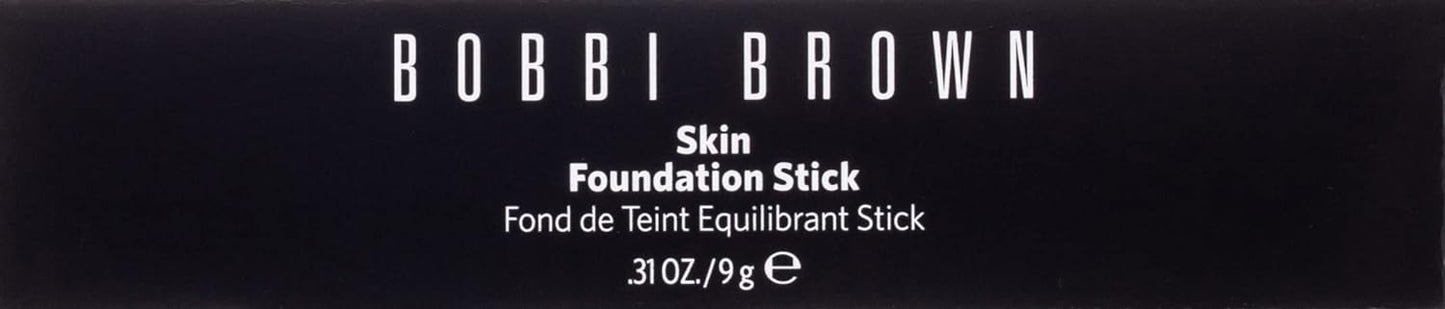 BOBBI BROWN
Skin
Foundation Stick
Fond de Teint Equilibrant Stick
.31 OZ./9 g ℮